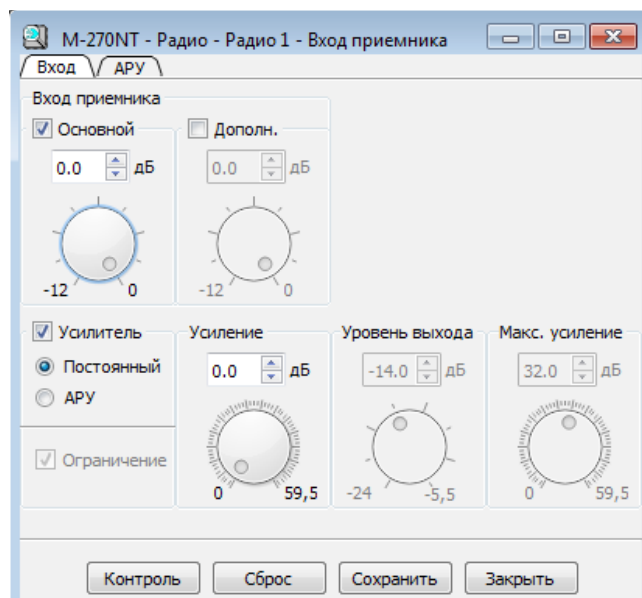 M-270NT - Радио - Радио 1 - Вход приемника
Вход АРУ
Вход приемника
Основной Дополн.
0.0 дБ 0.0 дБ
-12 0 -12 0
Усилитель Усиление Уровень выхода Макс. усиление
Постоянный 0.0 дБ -14.0 дБ 32.0 дБ
АРУ
Ограничение
0 59,5 -24 -5,5 0 59,5
Контроль Сброс Сохранить Закрыть